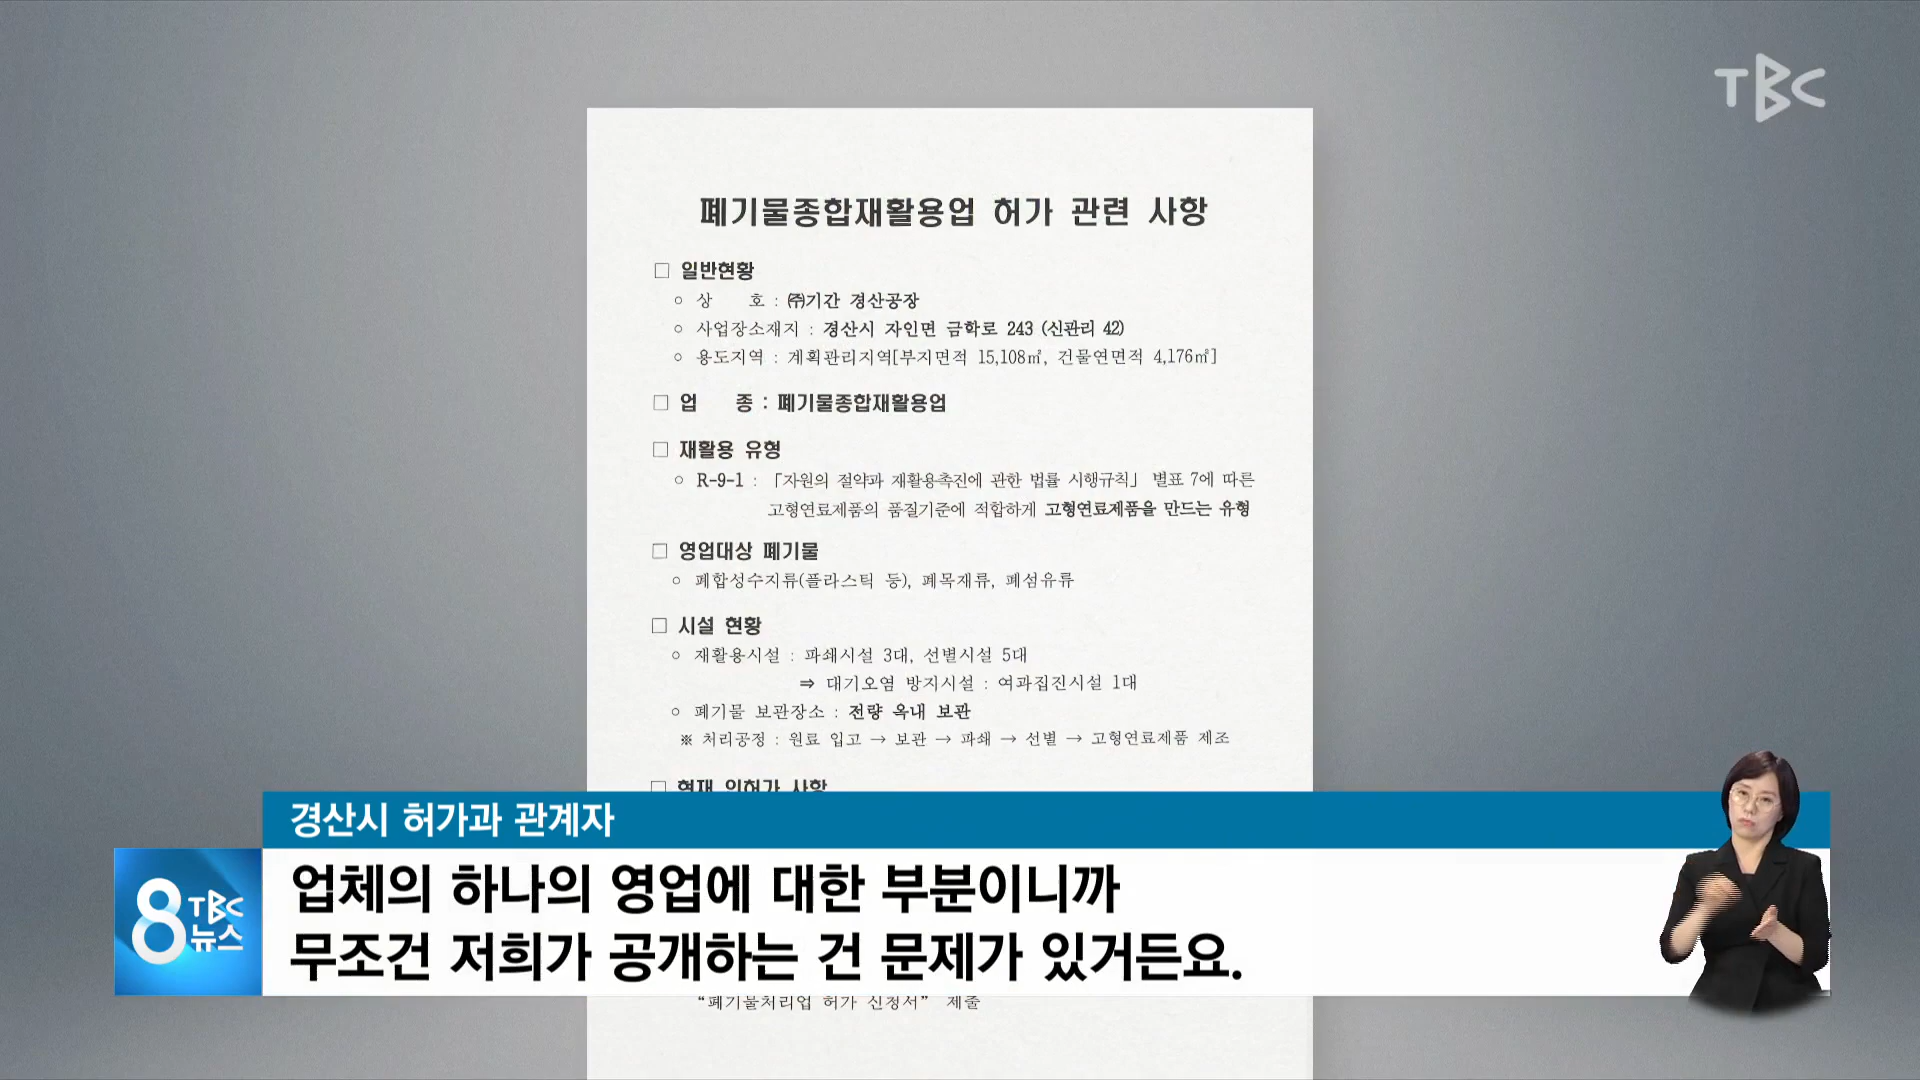 TBC
폐기물종합재활용업 허가 관련 사항
□ 일반현황
○ 상 호 : ㈜기간 경산공장
○ 사업장소재지 : 경산시 자인면 금학로 243 (신관리 42)
○ 용도지역 : 계획관리지역[부지면적 15,108㎡, 건물연면적 4,176㎡]
□ 업 종 : 폐기물종합재활용업
□ 재활용 유형
○ R-9-1 : 「자원의 절약과 재활용촉진에 관한 법률 시행규칙」 별표 7에 따른
고형연료제품의 품질기준에 적합하게 고형연료제품을 만드는 유형
□ 영업대상 폐기물
○ 폐합성수지류(플라스틱 등), 폐목재류, 폐섬유류
□ 시설 현황
○ 재활용시설 : 파쇄시설 3대, 선별시설 5대
⇒ 대기오염 방지시설 : 여과집진시설 1대
○ 폐기물 보관장소 : 전량 옥내 보관
※ 처리공정 : 원료 입고 → 보관 → 파쇄 → 선별 → 고형연료제품 제조
□ 현재 인허가 사항
경산시 허가과 관계자
8 TBC 뉴스
업체의 하나의 영업에 대한 부분이니까
무조건 저희가 공개하는 건 문제가 있거든요.
“폐기물처리업 허가 신청서” 제출